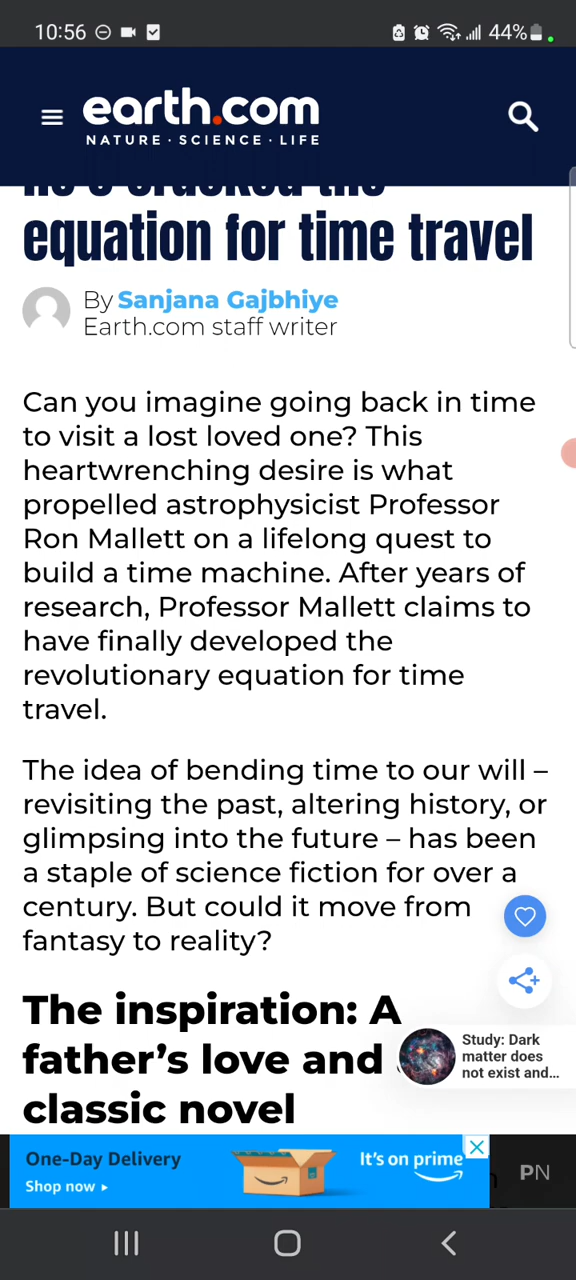 10:56
44%
earth.com
NATURE · SCIENCE · LIFE
he's cracked the
equation for time travel
By Sanjana Gajbhiye
Earth.com staff writer
Can you imagine going back in time
to visit a lost loved one? This
heartwrenching desire is what
propelled astrophysicist Professor
Ron Mallett on a lifelong quest to
build a time machine. After years of
research, Professor Mallett claims to
have finally developed the
revolutionary equation for time
travel.
The idea of bending time to our will –
revisiting the past, altering history, or
glimpsing into the future – has been
a staple of science fiction for over a
century. But could it move from
fantasy to reality?
The inspiration: A
father's love and
classic novel
Study: Dark
matter does
not exist and...
One-Day Delivery
Shop now
It's on prime
PN